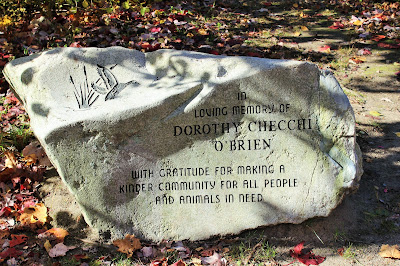 IN
LOVING MEMORY OF
DOROTHY CHECCHI
O'BRIEN
WITH GRATITUDE FOR MAKING A
KINDER COMMUNITY FOR ALL PEOPLE
AND ANIMALS IN NEED